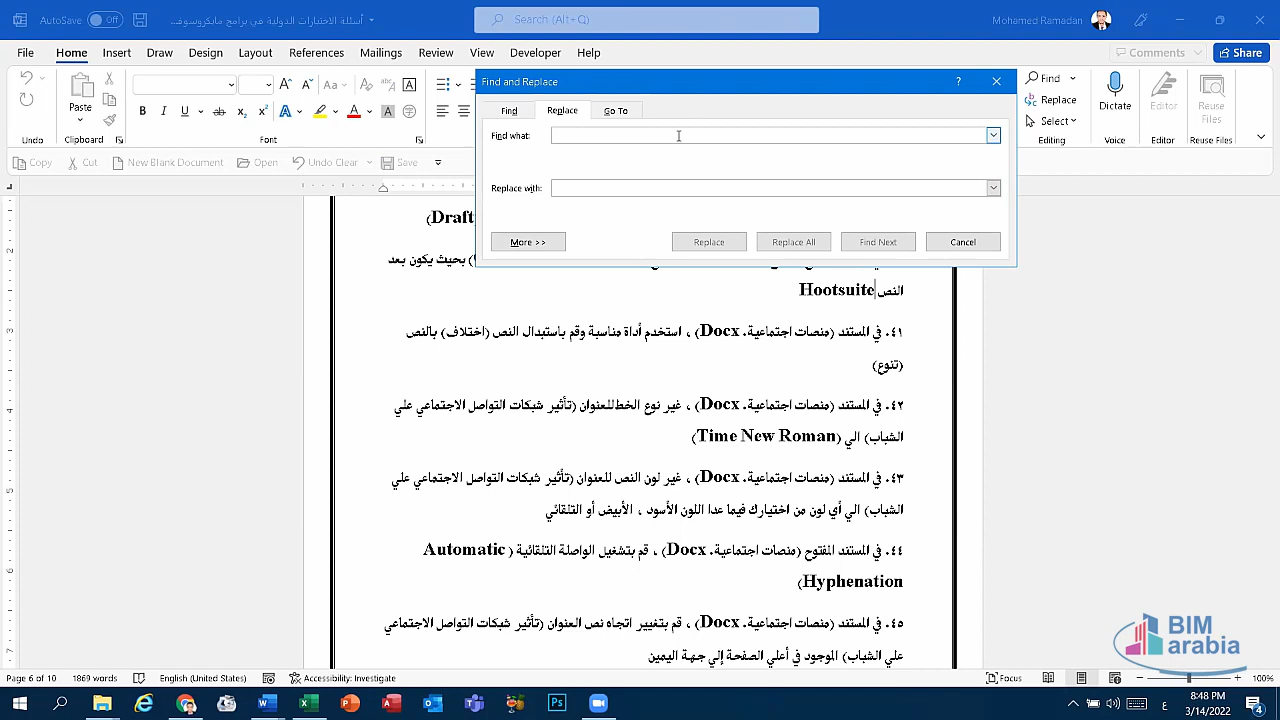 AutoSave Off
أسئلة الاختبارات الدولية في برامج مايكروسوف...
Search (Alt+Q)
Mohamed Ramadan
File Home Insert Draw Design Layout References Mailings Review View Developer Help
Comments Share
Paste
Undo Clipboard
Find
Replace
Select
Editing
Dictate
Voice
Editor
Editor
Reuse Files
Reuse Files
Copy Cut New Blank Document Open Undo Clear Save
Find and Replace
Find Replace Go To
Find what:
Replace with:
More >> Replace Replace All Find Next Cancel
(Draft
) بحيث يكون بعد
النص Hootsuite
٤١. في المستند (منصات اجتماعية. Docx) ، استخدم أداة مناسبة وقم باستبدال النص (اختلاف) بالنص
(تنوع)
٤٢. في المستند (منصات اجتماعية. Docx) ، غير نوع الخط للعنوان (تأثير شبكات التواصل الاجتماعي علي
الشباب) الي (Time New Roman)
٤٣. في المستند (منصات اجتماعية. Docx) ، غير لون النص للعنوان (تأثير شبكات التواصل الاجتماعي علي
الشباب) الي أي لون من اختيارك فيما عدا اللون الأسود ، الأبيض أو التلقائي
٤٤. في المستند المفتوح (منصات اجتماعية. Docx) ، قم بتشغيل الواصلة التلقائية ( Automatic
Hyphenation)
٤٥. في المستند (منصات اجتماعية. Docx) ، قم بتغيير اتجاه نص العنوان (تأثير شبكات التواصل الاجتماعي
علي الشباب) الموجود في أعلي الصفحة إلي جهة اليمين
BIM
arabia
Page 6 of 10 1869 words English (United States) Accessibility: Investigate Focus 100%
8:48 PM
3/14/2022